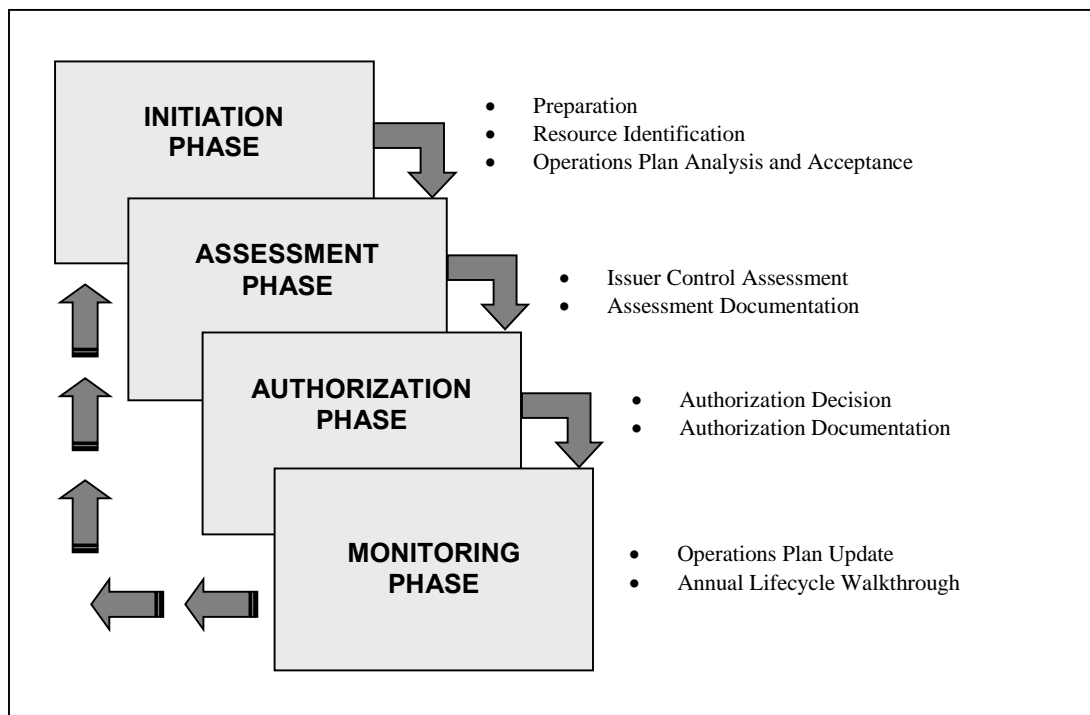 INITIATION
PHASE
• Preparation
• Resource Identification
• Operations Plan Analysis and Acceptance
ASSESSMENT
PHASE
• Issuer Control Assessment
• Assessment Documentation
AUTHORIZATION
PHASE
• Authorization Decision
• Authorization Documentation
MONITORING
PHASE
• Operations Plan Update
• Annual Lifecycle Walkthrough